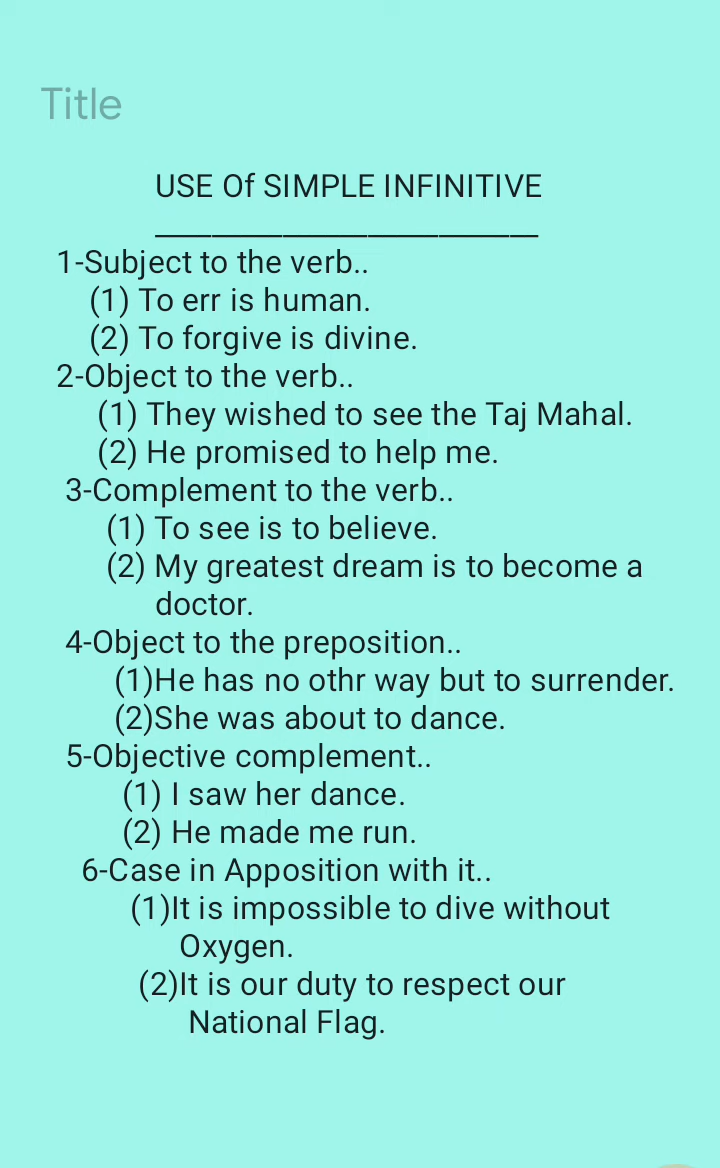 Title
USE Of SIMPLE INFINITIVE
___________________________
1-Subject to the verb..
(1) To err is human.
(2) To forgive is divine.
2-Object to the verb..
(1) They wished to see the Taj Mahal.
(2) He promised to help me.
3-Complement to the verb..
(1) To see is to believe.
(2) My greatest dream is to become a
doctor.
4-Object to the preposition..
(1)He has no othr way but to surrender.
(2)She was about to dance.
5-Objective complement..
(1) I saw her dance.
(2) He made me run.
6-Case in Apposition with it..
(1)It is impossible to dive without
Oxygen.
(2)It is our duty to respect our
National Flag.